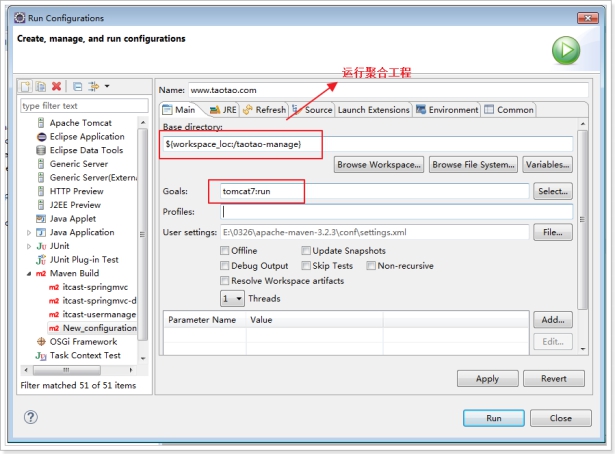 Run Configurations
Create, manage, and run configurations
运行聚合工程
Name: www.taotao.com
type filter text
Main JRE Refresh Source Launch Extensions Environment Common
Apache Tomcat
Eclipse Application
Eclipse Data Tools
Generic Server
Generic Server(Extern
HTTP Preview
J2EE Preview
Java Applet
Java Application
JUnit
JUnit Plug-in Test
Maven Build
itcast-springmvc
itcast-springmvc-d
itcast-usermanage
New_configuration
OSGi Framework
Task Context Test
Filter matched 51 of 51 items
Base directory:
${workspace_loc:/taotao-manage}
Browse Workspace... Browse File System... Variables...
Goals: tomcat7:run Select...
Profiles:
User settings: E:\0326\apache-maven-3.2.3\conf\settings.xml File...
Offline Update Snapshots
Debug Output Skip Tests Non-recursive
Resolve Workspace artifacts
1 Threads
Parameter Name Value Add...
Edit...
Apply Revert
Run Close